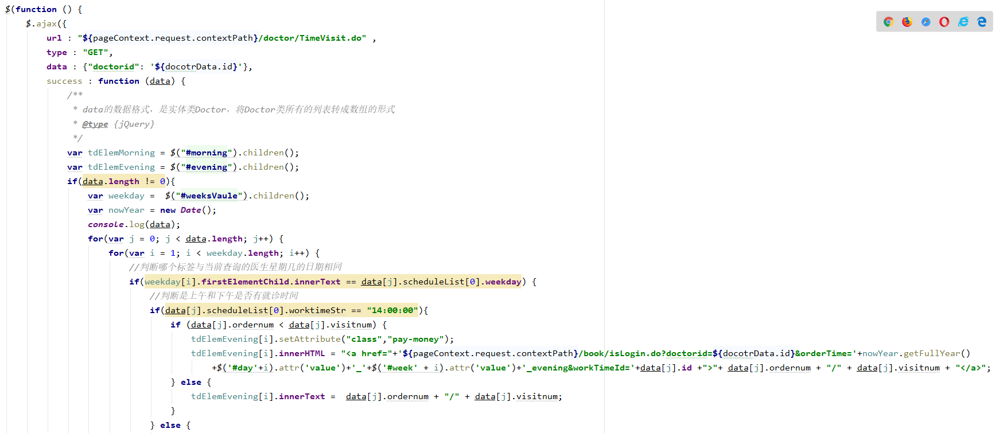 $(function () {
$.ajax({
url : "${pageContext.request.contextPath}/doctor/TimeVisit.do" ,
type : "GET",
data : {"doctorid": '${docotrData.id}'},
success : function (data) {
/**
* data的数据格式，是实体类Doctor，将Doctor类所有的列表转成数组的形式
* @type {jQuery}
*/
var tdElemMorning = $("#morning").children();
var tdElemEvening = $("#evening").children();
if(data.length != 0){
var weekday =  $("#weeksVaule").children();
var nowYear = new Date();
console.log(data);
for(var j = 0; j < data.length; j++) {
for(var i = 1; i < weekday.length; i++) {
//判断哪个标签与当前查询的医生星期几的日期相同
if(weekday[i].firstElementChild.innerText == data[j].scheduleList[0].weekday) {
//判断是上午和下午是否有就诊时间
if(data[j].scheduleList[0].worktimeStr == "14:00:00"){
if (data[j].ordernum < data[j].visitnum) {
tdElemEvening[i].setAttribute("class","pay-money");
tdElemEvening[i].innerHTML = "<a href="+'${pageContext.request.contextPath}/book/isLogin.do?doctorid=${docotrData.id}&orderTime='+nowYear.getFullYear()
+$('#day'+i).attr('value')+'_'+$('#week' + i).attr('value')+'_evening&workTimeId='+data[j].id +">"+ data[j].ordernum + "/" + data[j].visitnum + "</a>";
} else {
tdElemEvening[i].innerText =  data[j].ordernum + "/" + data[j].visitnum;
}
} else {